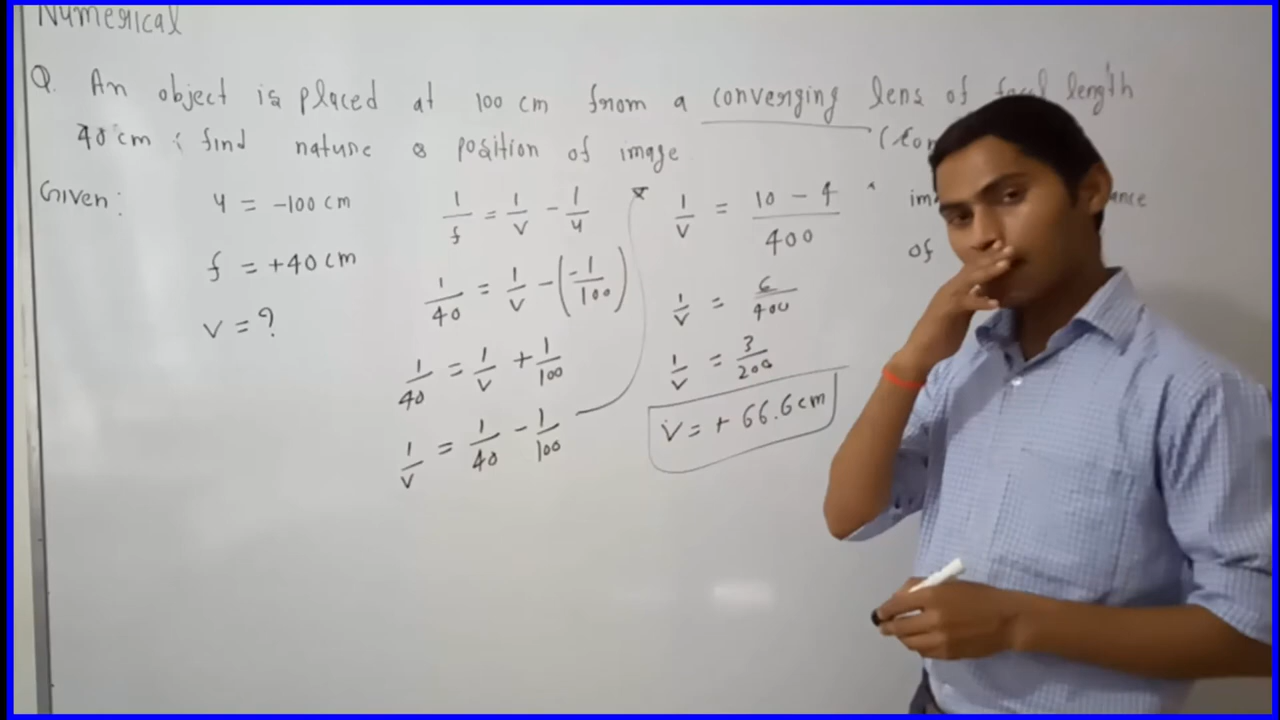 Numerical
Q. An object is placed at 100 cm from a converging lens of focal length
40 cm ; find nature & position of image
Given:
u = -100 cm
f = +40 cm
v = ?
1/f = 1/v - 1/u
1/40 = 1/v - (-1/100)
1/40 = 1/v + 1/100
1/v = 1/40 - 1/100
1/v = 10 - 4 / 400
1/v = 6/400
1/v = 3/200
v = + 66.6 cm
of